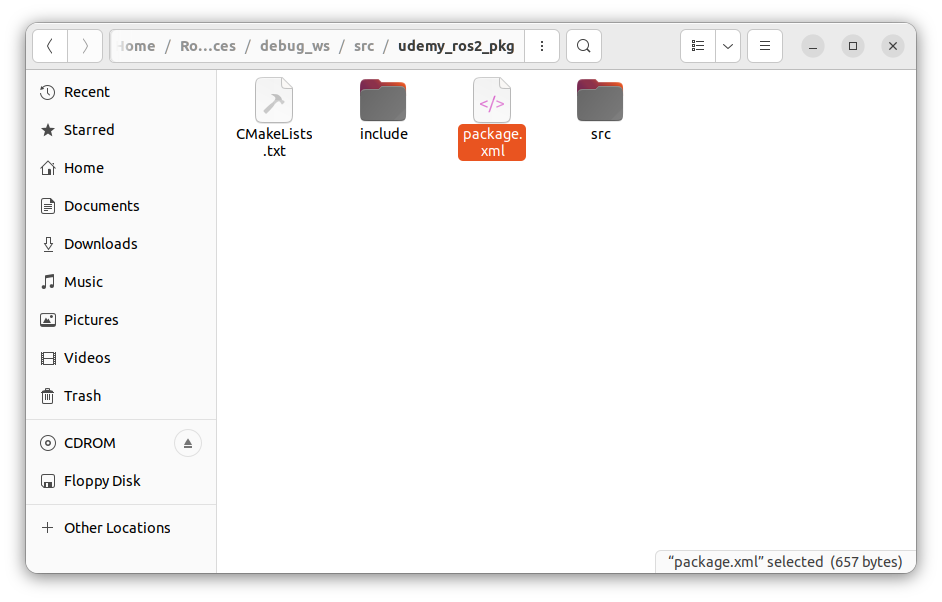 Home / Ro...ces / debug_ws / src / udemy_ros2_pkg
Recent
Starred
Home
Documents
Downloads
Music
Pictures
Videos
Trash
CDROM
Floppy Disk
Other Locations
CMakeLists
.txt
include
package.
xml
</>
src
“package.xml” selected (657 bytes)